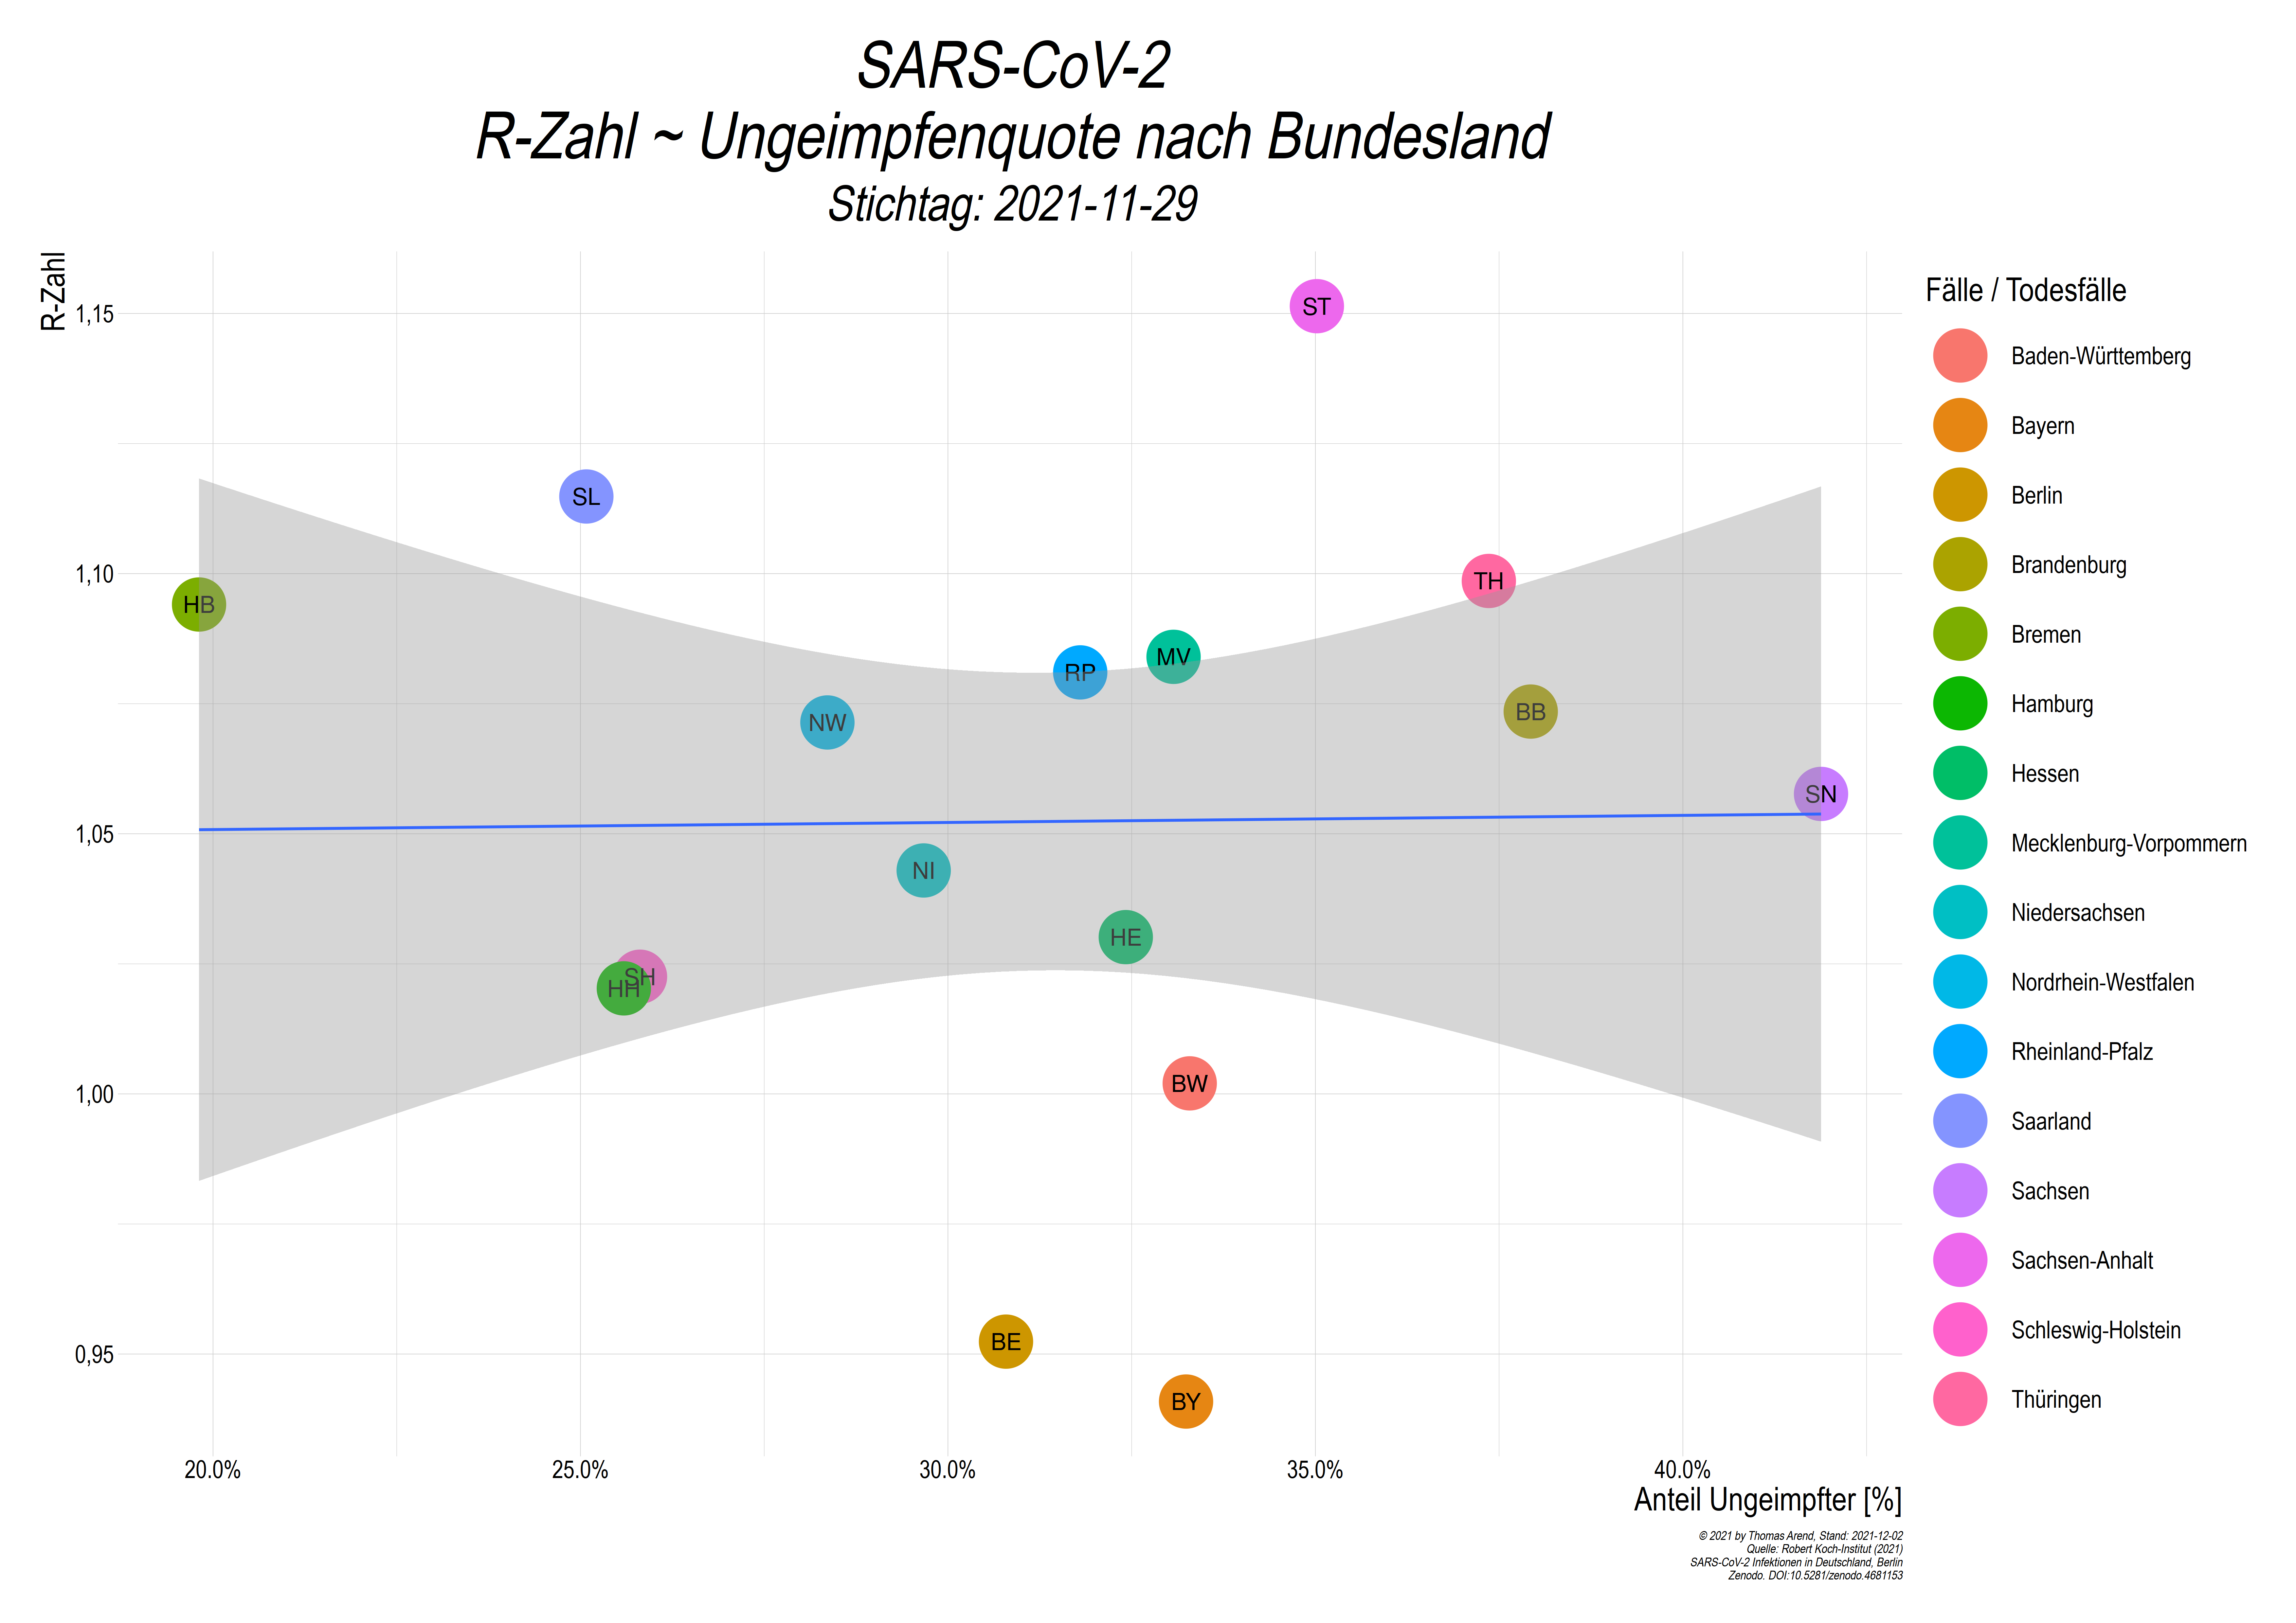 SARS-CoV-2
R-Zahl ~ Ungeimpfenquote nach Bundesland
Stichtag: 2021-11-29
R-Zahl
1,15
1,10
1,05
1,00
0,95
ST
SL
HB
TH
MV
RP
BB
NW
SN
NI
HE
SH
HH
BW
BE
BY
20.0%
25.0%
30.0%
35.0%
40.0%
Anteil Ungeimpfter [%]
Fälle / Todesfälle
Baden-Württemberg
Bayern
Berlin
Brandenburg
Bremen
Hamburg
Hessen
Mecklenburg-Vorpommern
Niedersachsen
Nordrhein-Westfalen
Rheinland-Pfalz
Saarland
Sachsen
Sachsen-Anhalt
Schleswig-Holstein
Thüringen
© 2021 by Thomas Arend, Stand: 2021-12-02
Quelle: Robert Koch-Institut (2021)
SARS-CoV-2 Infektionen in Deutschland, Berlin
Zenodo. DOI:10.5281/zenodo.4681153